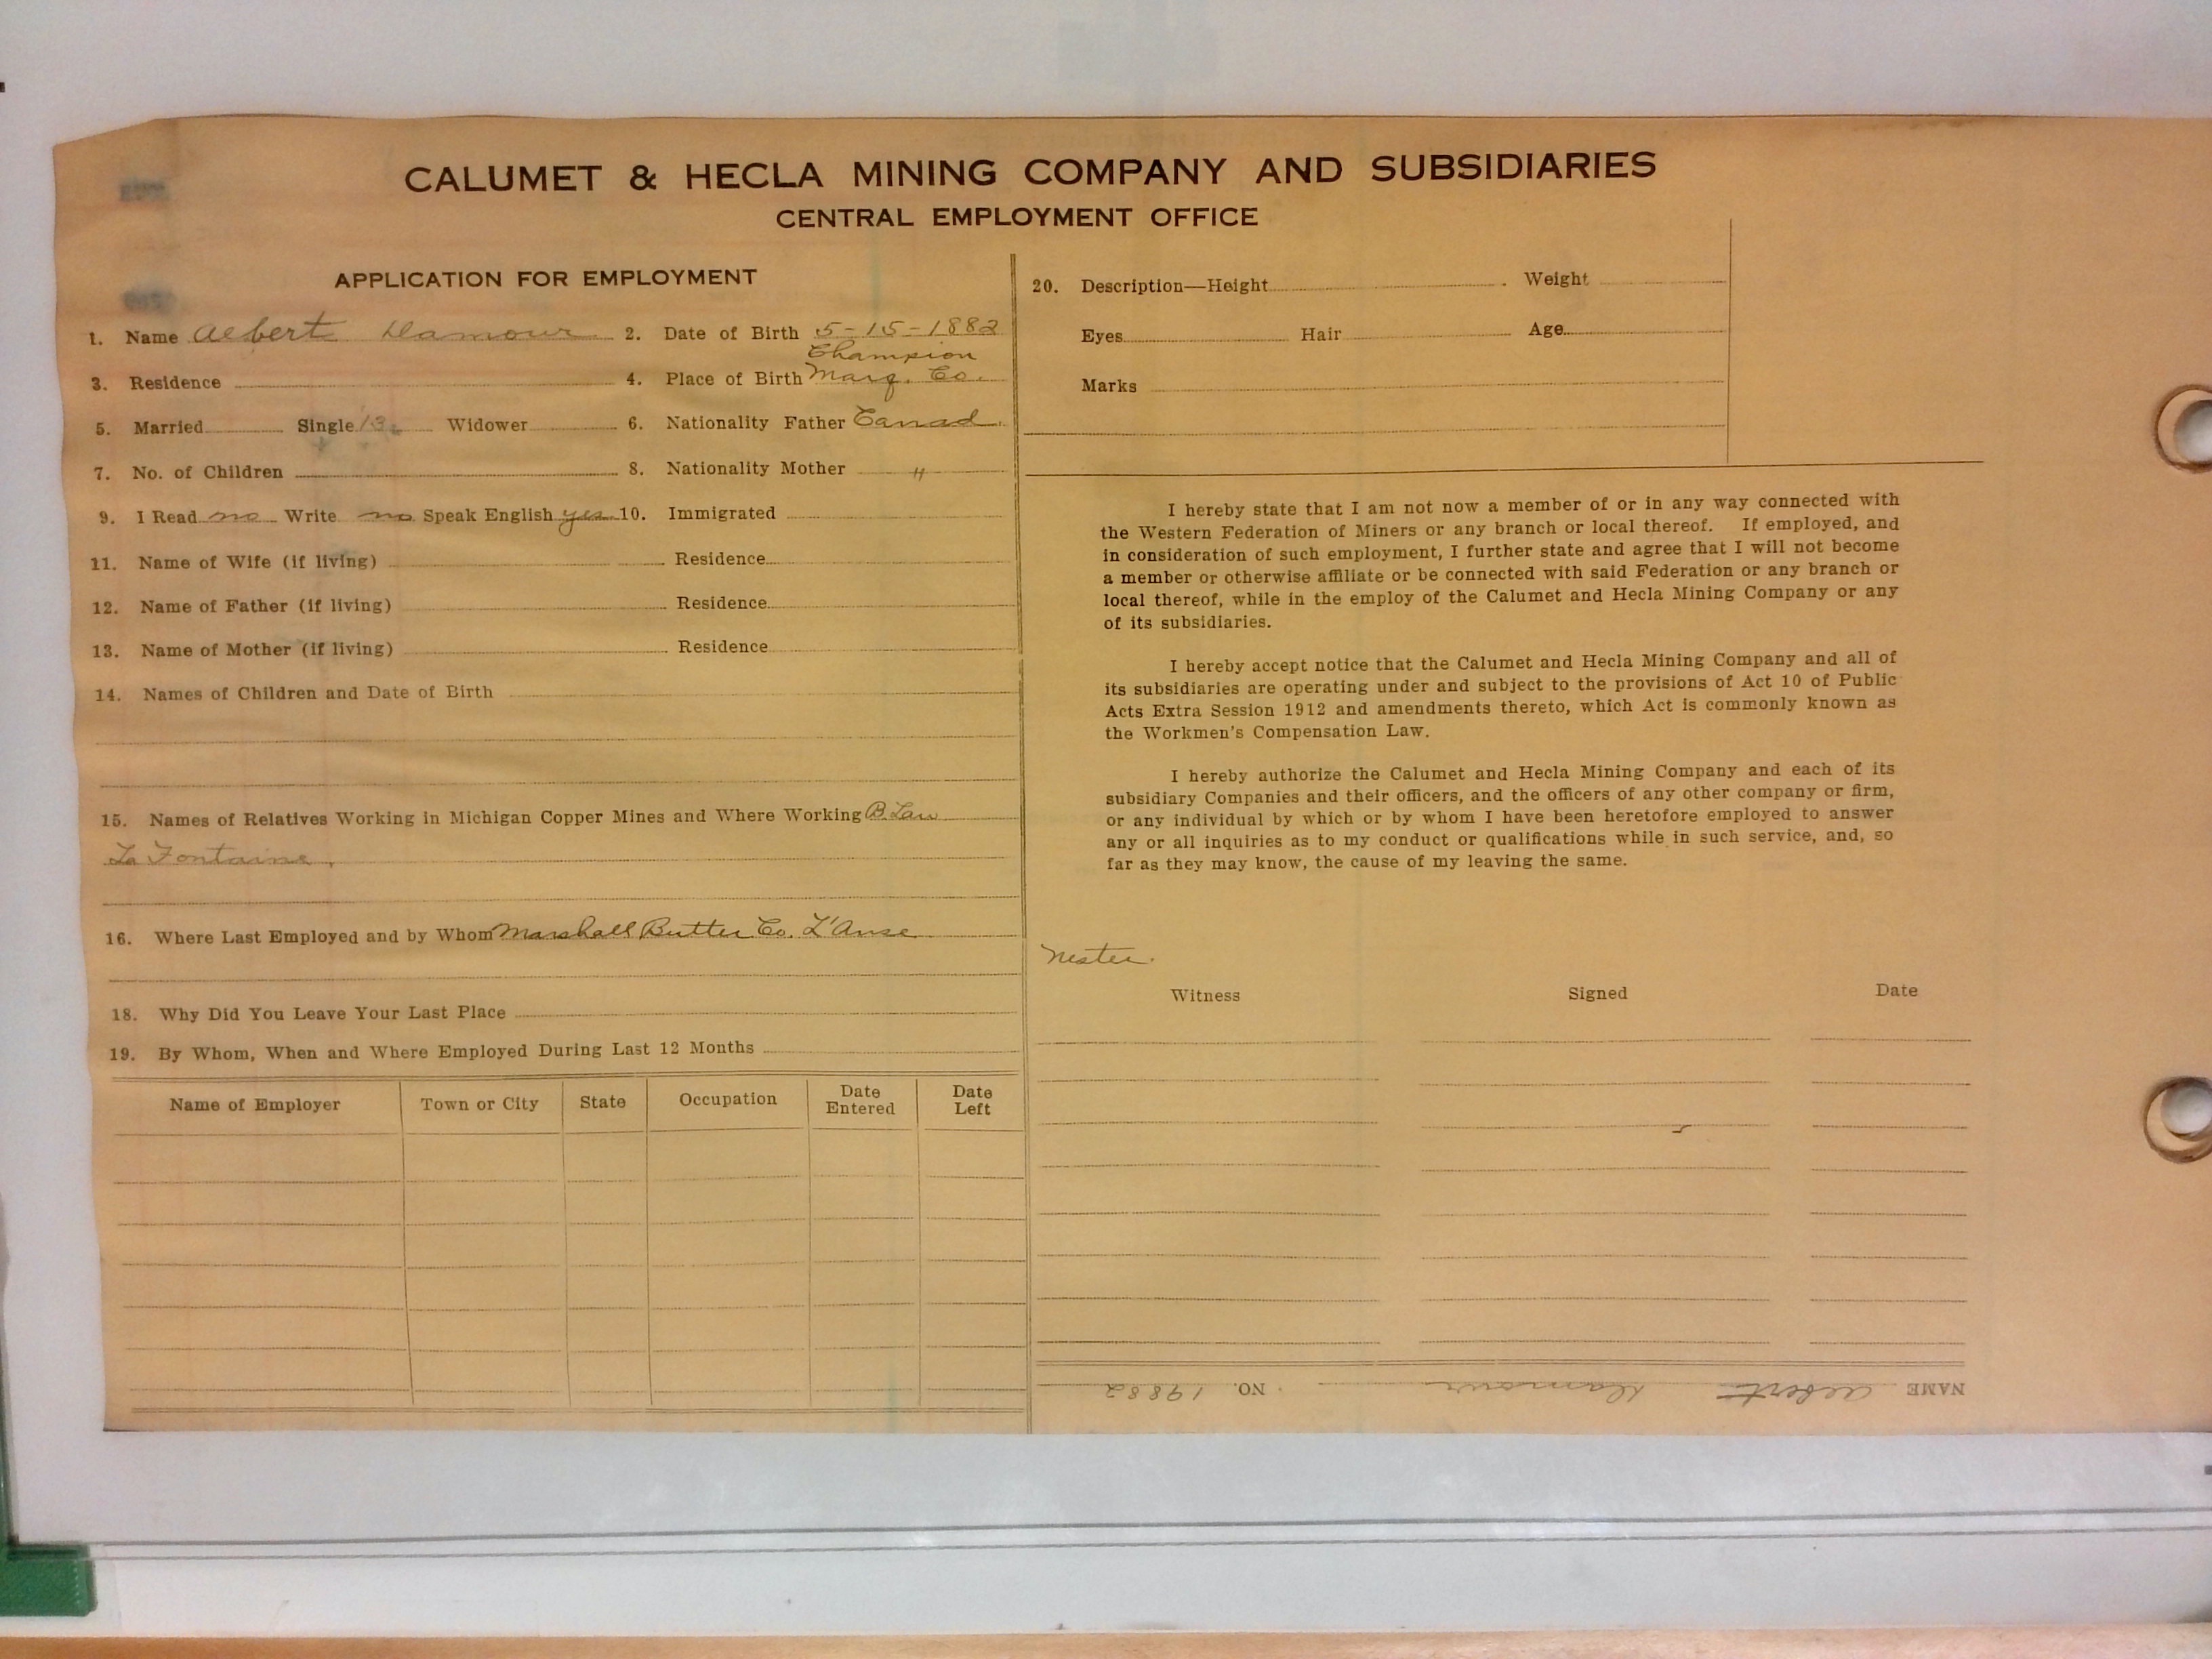 CALUMET & HECLA MINING COMPANY AND SUBSIDIARIES
CENTRAL EMPLOYMENT OFFICE
APPLICATION FOR EMPLOYMENT
1. Name Albert Damour 2. Date of Birth 5-15-1882
Champion
3. Residence 4. Place of Birth Marq. Co.
5. Married Single Widower 6. Nationality Father Canad.
7. No. of Children 8. Nationality Mother "
9. I Read no Write no Speak English yes 10. Immigrated
11. Name of Wife (if living) Residence
12. Name of Father (if living) Residence
13. Name of Mother (if living) Residence
14. Names of Children and Date of Birth
15. Names of Relatives Working in Michigan Copper Mines and Where Working B. Law
La Fontaine,
16. Where Last Employed and by Whom Marshall Butter Co. L'Anse
18. Why Did You Leave Your Last Place
19. By Whom, When and Where Employed During Last 12 Months
Name of Employer Town or City State Occupation Date Entered Date Left
20. Description—Height Weight
Eyes Hair Age
Marks
I hereby state that I am not now a member of or in any way connected with
the Western Federation of Miners or any branch or local thereof. If employed, and
in consideration of such employment, I further state and agree that I will not become
a member or otherwise affiliate or be connected with said Federation or any branch or
local thereof, while in the employ of the Calumet and Hecla Mining Company or any
of its subsidiaries.
I hereby accept notice that the Calumet and Hecla Mining Company and all of
its subsidiaries are operating under and subject to the provisions of Act 10 of Public
Acts Extra Session 1912 and amendments thereto, which Act is commonly known as
the Workmen's Compensation Law.
I hereby authorize the Calumet and Hecla Mining Company and each of its
subsidiary Companies and their officers, and the officers of any other company or firm,
or any individual by which or by whom I have been heretofore employed to answer
any or all inquiries as to my conduct or qualifications while in such service, and, so
far as they may know, the cause of my leaving the same.
Nester.
Witness Signed Date
NAME Albert Damour NO. 19882